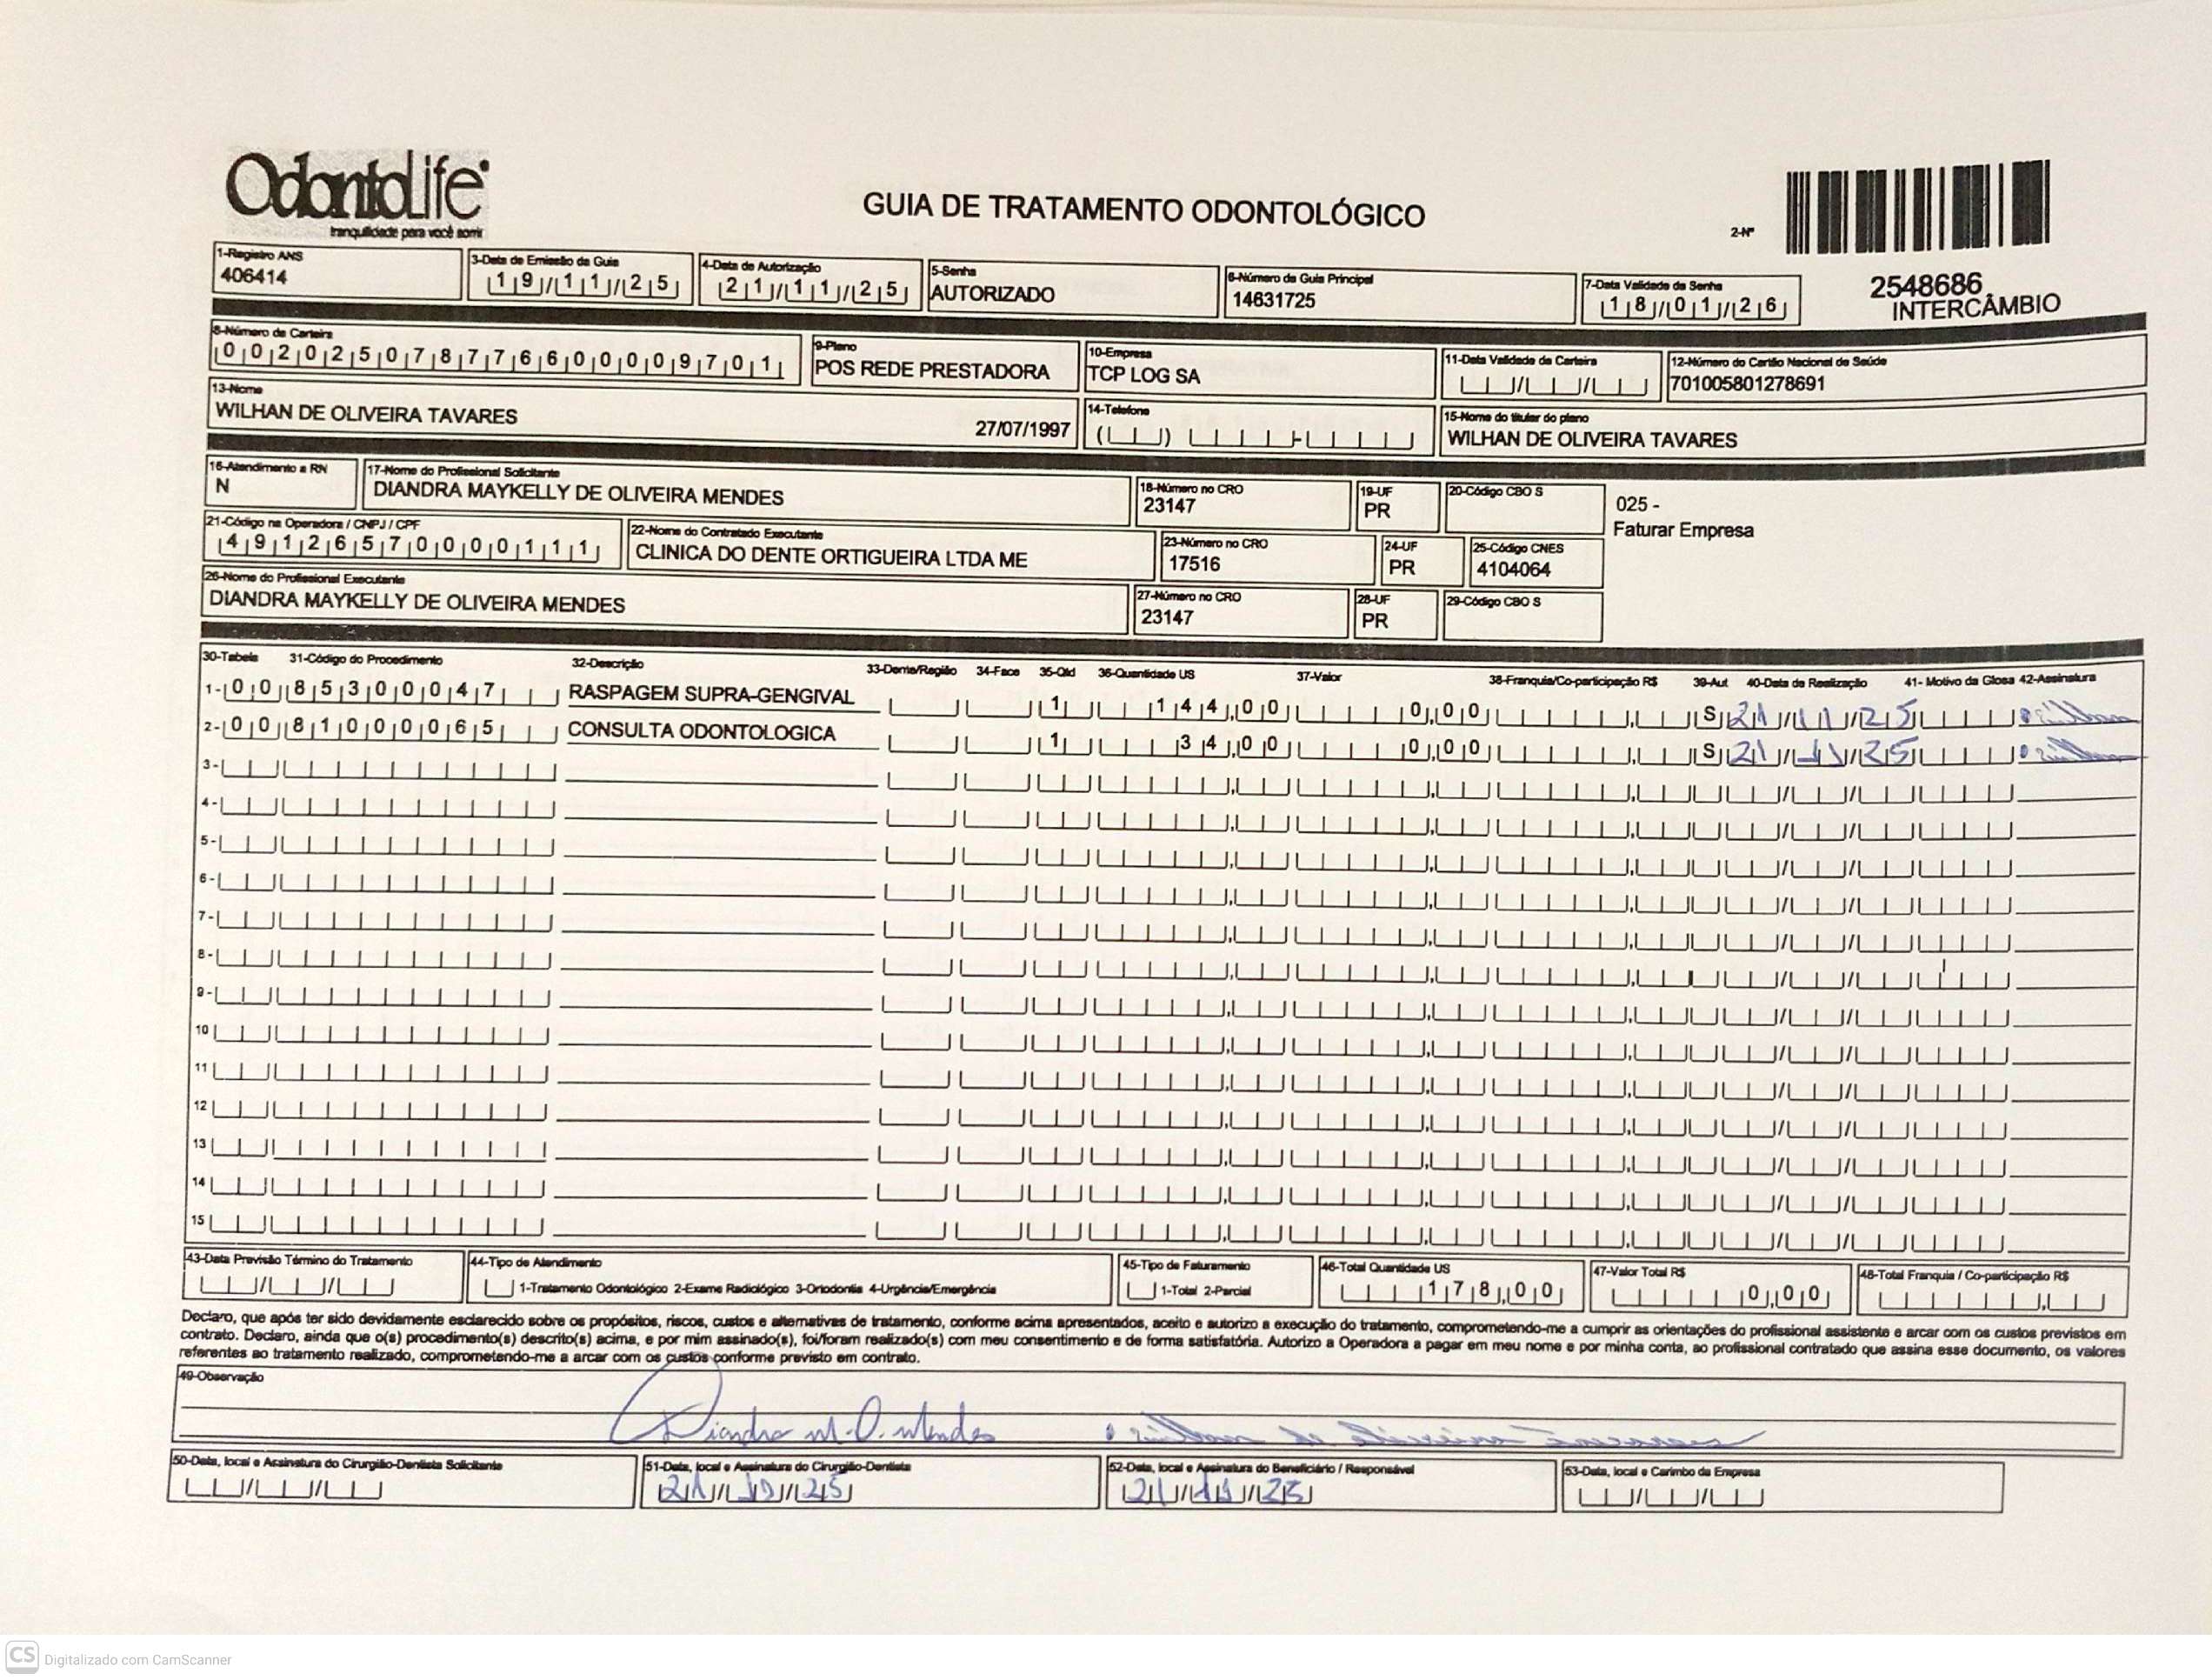 OdontoLife
tranquilidade para você sorrir
GUIA DE TRATAMENTO ODONTOLÓGICO
2-Nº
2548686
INTERCÂMBIO
1-Registro ANS
406414
3-Data de Emissão da Guia
19/11/25
4-Data de Autorização
21/11/25
5-Senha
AUTORIZADO
6-Número da Guia Principal
14631725
7-Data Validade da Senha
18/01/26
8-Número da Carteira
002025078776600009701
9-Plano
POS REDE PRESTADORA
10-Empresa
TCP LOG SA
11-Data Validade da Carteira
12-Número do Cartão Nacional de Saúde
701005801278691
13-Nome
WILHAN DE OLIVEIRA TAVARES 27/07/1997
14-Telefone
15-Nome do titular do plano
WILHAN DE OLIVEIRA TAVARES
16-Atendimento a RN
N
17-Nome do Profissional Solicitante
DIANDRA MAYKELLY DE OLIVEIRA MENDES
18-Número no CRO
23147
19-UF
PR
20-Código CBO S
025 -
Faturar Empresa
21-Código na Operadora / CNPJ / CPF
49126570000111
22-Nome do Contratado Executante
CLINICA DO DENTE ORTIGUEIRA LTDA ME
23-Número no CRO
17516
24-UF
PR
25-Código CNES
4104064
26-Nome do Profissional Executante
DIANDRA MAYKELLY DE OLIVEIRA MENDES
27-Número no CRO
23147
28-UF
PR
29-Código CBO S
30-Tabela 31-Código do Procedimento 32-Descrição 33-Dente/Região 34-Face 35-Qtd 36-Quantidade US 37-Valor 38-Franquia/Co-participação R$ 39-Aut 40-Data de Realização 41- Motivo da Glosa 42-Assinatura
1- 00 85300047 RASPAGEM SUPRA-GENGIVAL 1 144,00 0,00 S 21/11/25 Wilhan
2- 00 81000065 CONSULTA ODONTOLOGICA 1 34,00 0,00 S 21/11/25 Wilhan
3-
4-
5-
6-
7-
8-
9-
10
11
12
13
14
15
43-Data Previsão Término do Tratamento
44-Tipo de Atendimento
1-Tratamento Odontológico 2-Exame Radiológico 3-Ortodontia 4-Urgência/Emergência
45-Tipo de Faturamento
1-Total 2-Parcial
46-Total Quantidade US
178,00
47-Valor Total R$
0,00
48-Total Franquia / Co-participação R$
Declaro, que após ter sido devidamente esclarecido sobre os propósitos, riscos, custos e alternativas de tratamento, conforme acima apresentados, aceito e autorizo a execução do tratamento, comprometendo-me a cumprir as orientações do profissional assistente e arcar com os custos previstos em
contrato. Declaro, ainda que o(s) procedimento(s) descrito(s) acima, e por mim assinado(s), foi/foram realizado(s) com meu consentimento e de forma satisfatória. Autorizo a Operadora a pagar em meu nome e por minha conta, ao profissional contratado que assina esse documento, os valores
referentes ao tratamento realizado, comprometendo-me a arcar com os custos conforme previsto em contrato.
49-Observação
Diandra M. O. Mendes Wilhan de Oliveira Tavares
50-Data, local e Assinatura do Cirurgião-Dentista Solicitante
51-Data, local e Assinatura do Cirurgião-Dentista
21/11/25
52-Data, local e Assinatura do Beneficiário / Responsável
21/11/25
53-Data, local e Carimbo da Empresa
CS Digitalizado com CamScanner